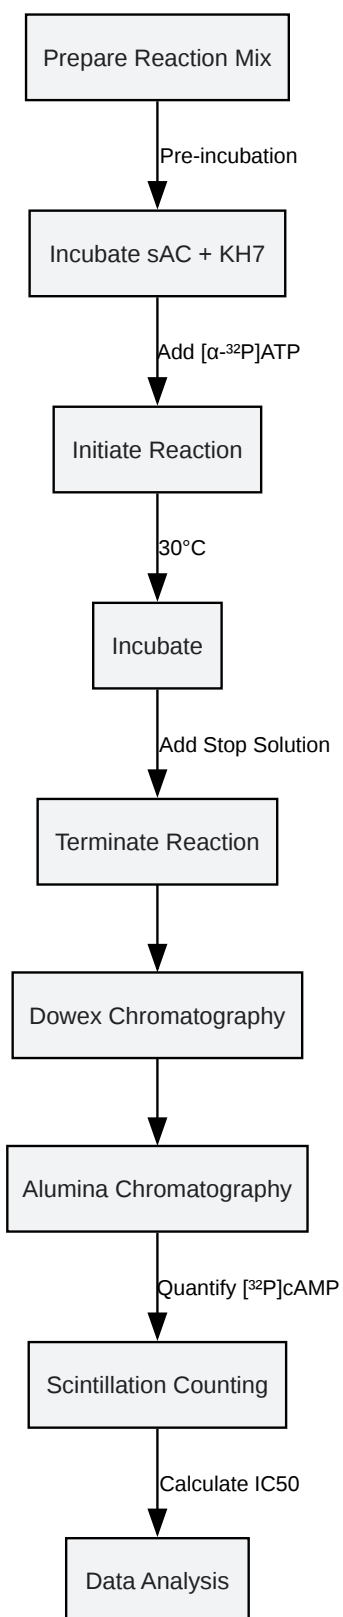 Prepare Reaction Mix
Pre-incubation
Incubate sAC + KH7
Add [α-³²P]ATP
Initiate Reaction
30°C
Incubate
Add Stop Solution
Terminate Reaction
Dowex Chromatography
Alumina Chromatography
Quantify [³²P]cAMP
Scintillation Counting
Calculate IC50
Data Analysis